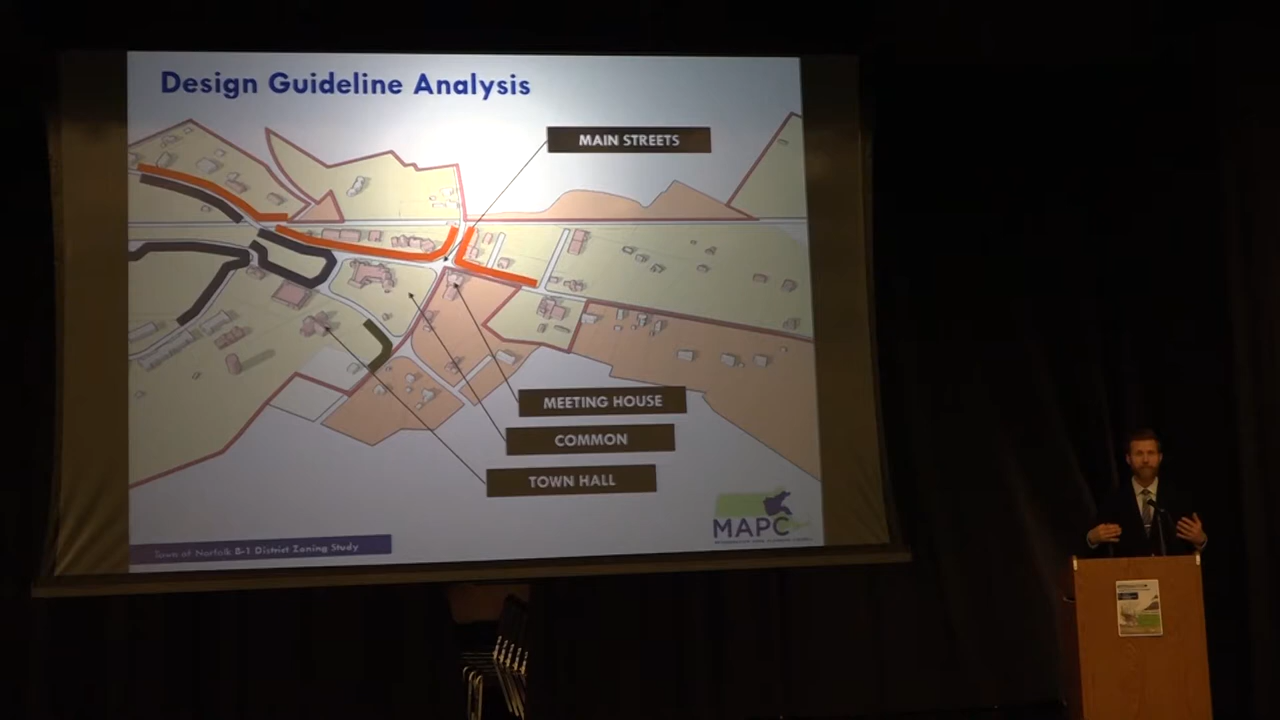 Design Guideline Analysis
MAIN STREETS
MEETING HOUSE
COMMON
TOWN HALL
MAPC
Town of Norfolk B-1 District Zoning Study